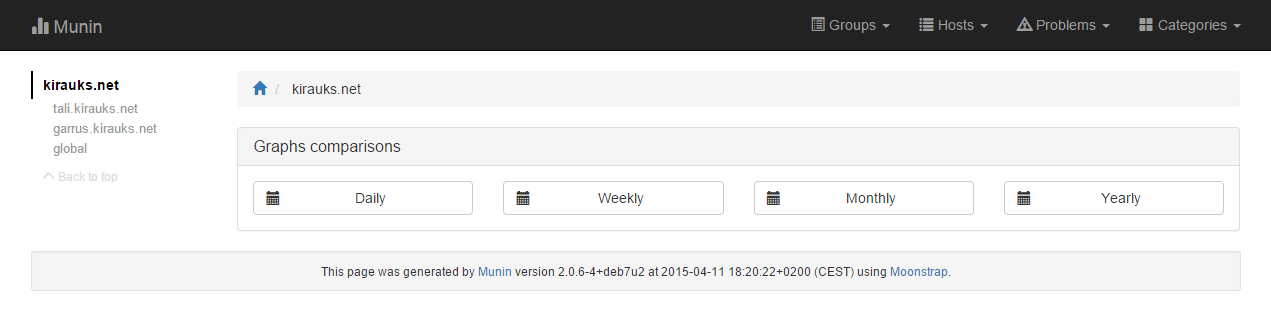 Munin Groups Hosts Problems Categories
kirauks.net
tali.kirauks.net
garrus.kirauks.net
global
Back to top
/ kirauks.net
Graphs comparisons
Daily Weekly Monthly Yearly
This page was generated by Munin version 2.0.6-4+deb7u2 at 2015-04-11 18:20:22+0200 (CEST) using Moonstrap.